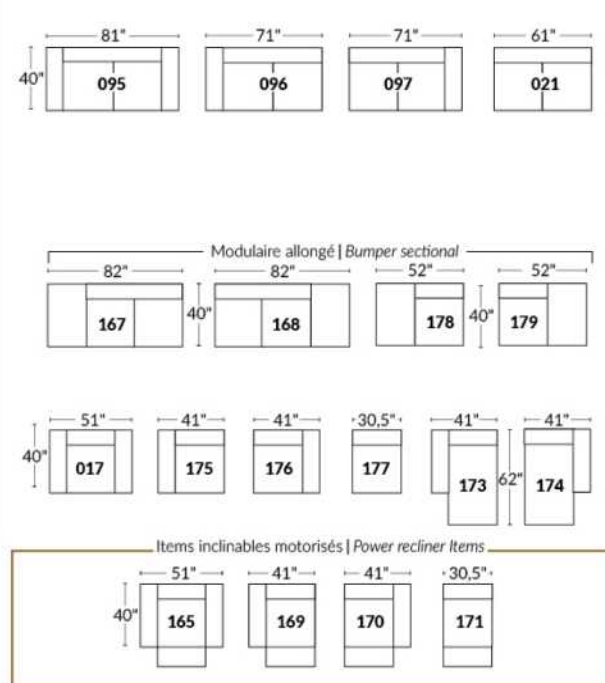 81" 71" 71" 61"
40" 095 096 097 021
Modulaire allongé | Bumper sectional
82" 82" 52" 52"
167 40" 168 178 40" 179
51" 41" 41" 30,5" 41" 41"
40" 017 175 176 177 173 62" 174
Items inclinables motorisés | Power recliner Items
51" 41" 41" 30,5"
40" 165 169 170 171